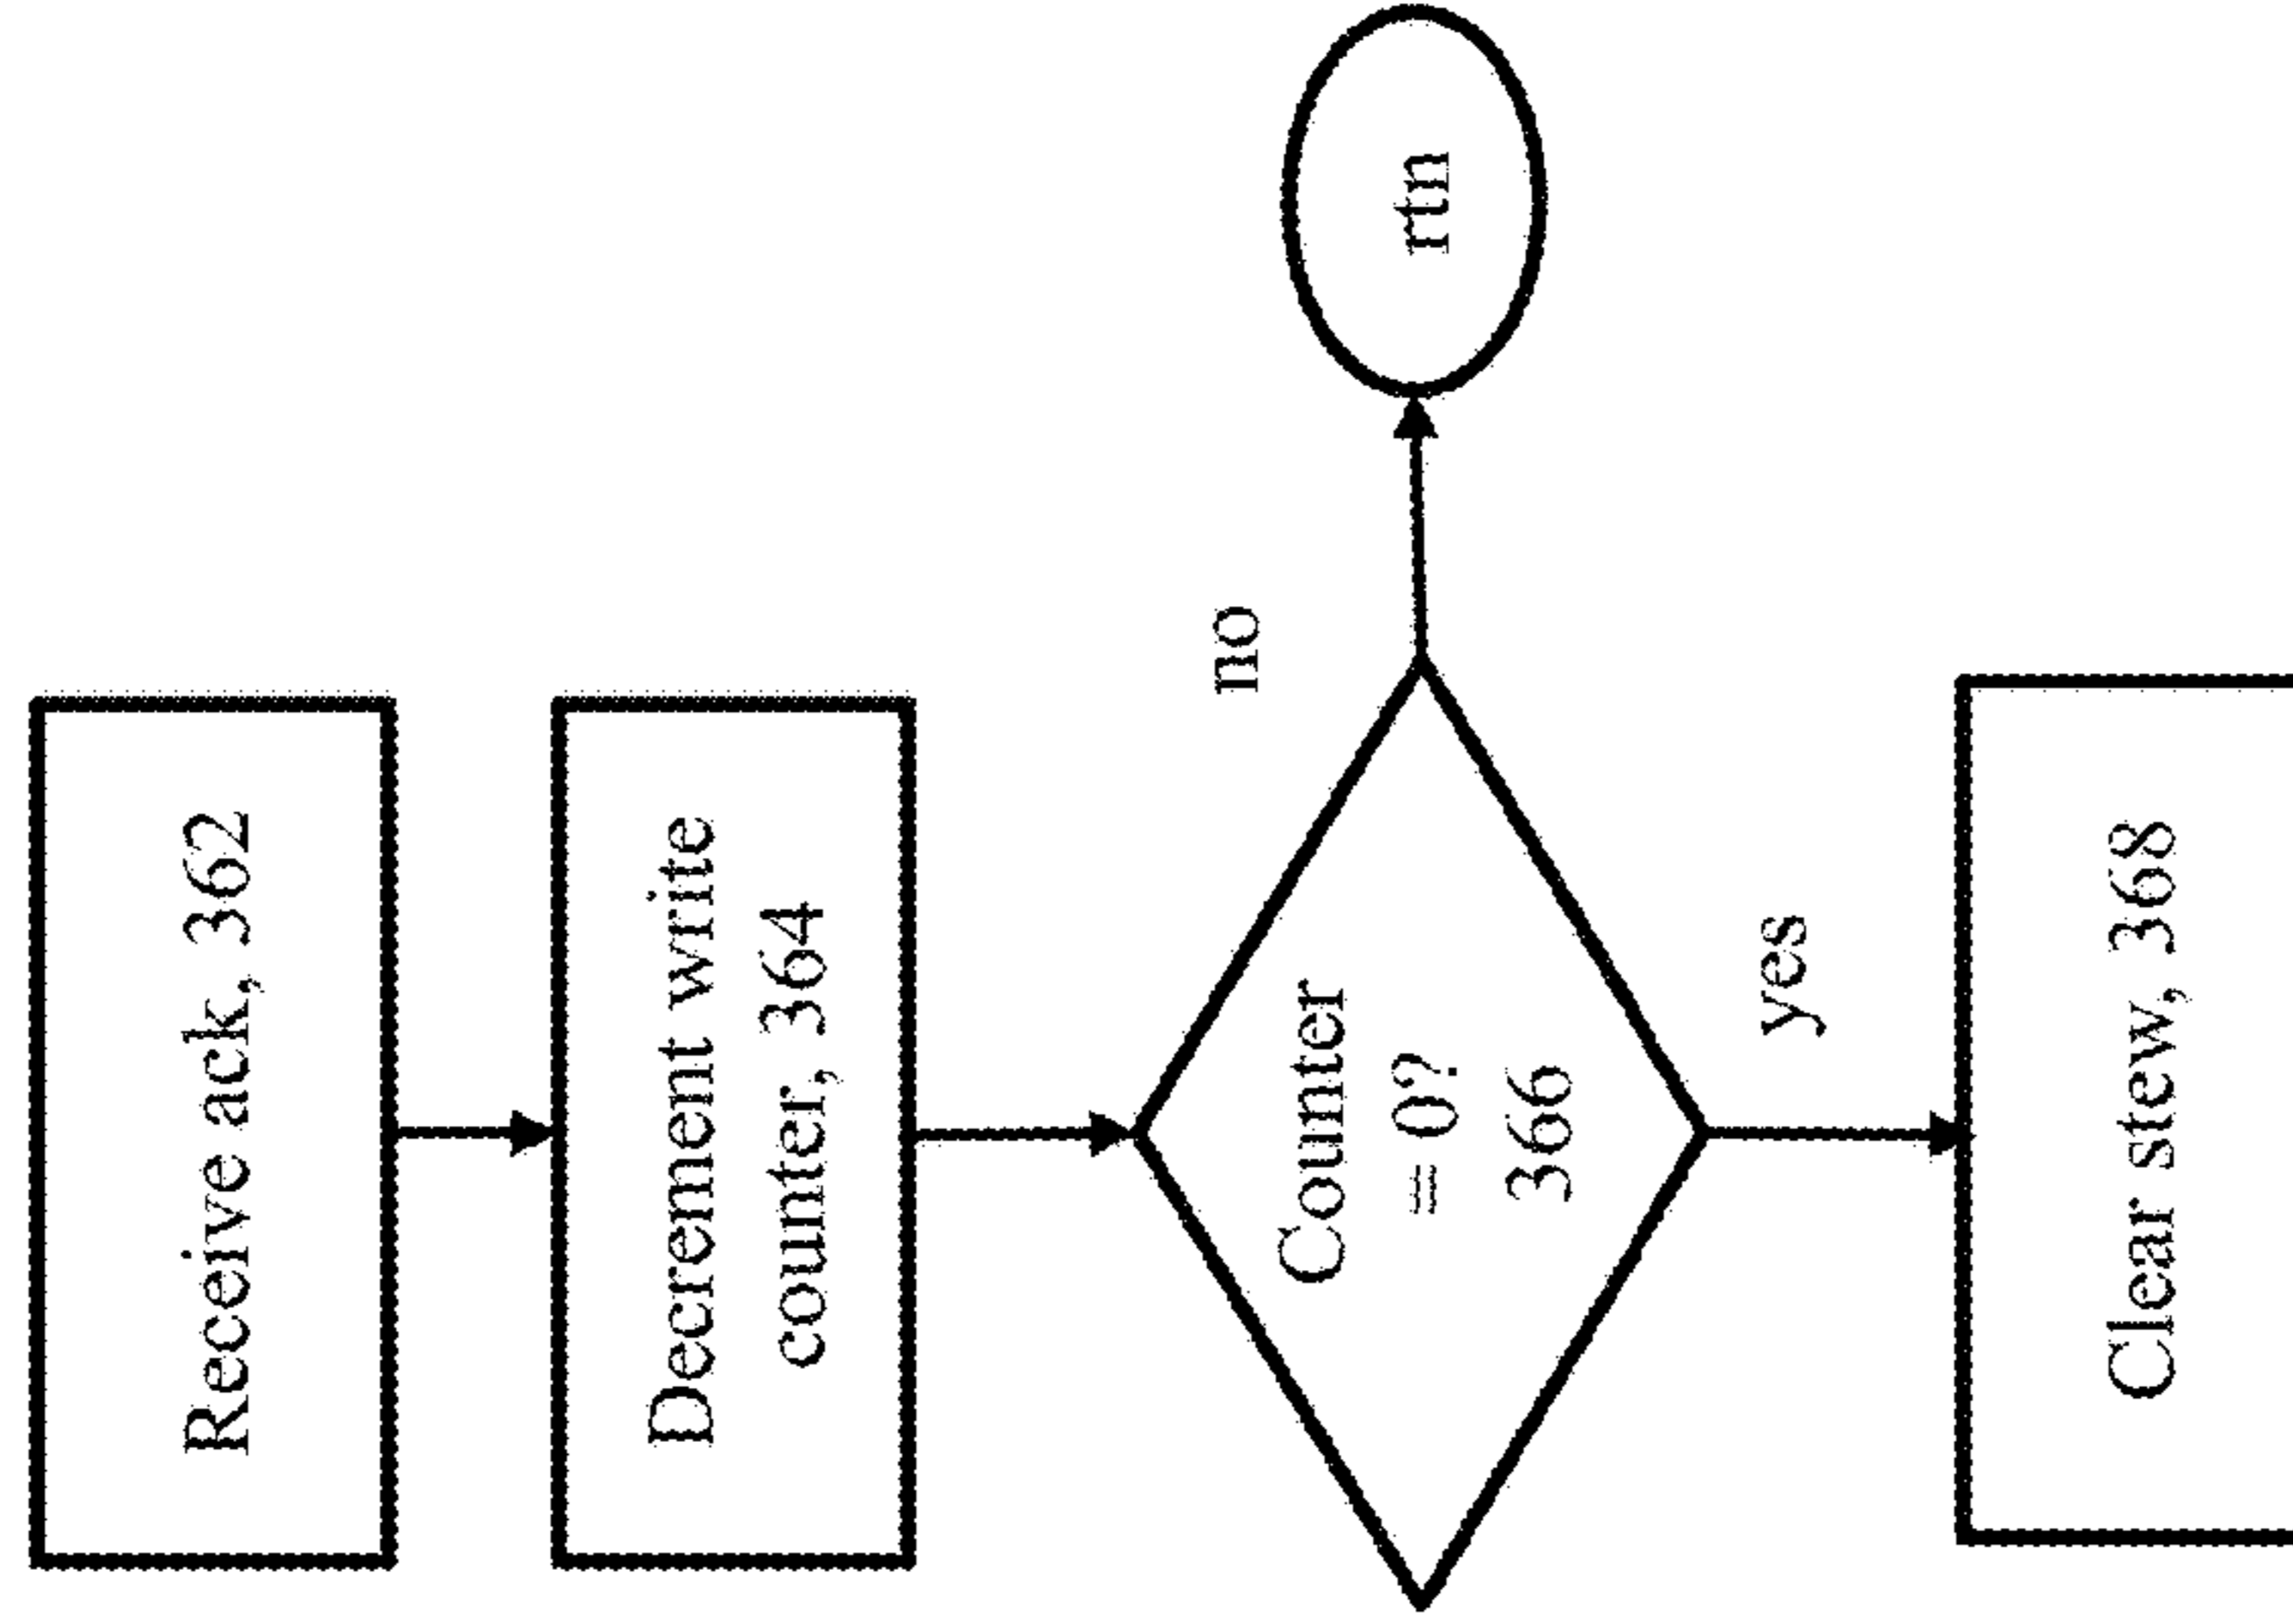 Receive ack, 362
Decrement write
counter, 364
Counter
= 0?
366
no
rtn
yes
Clear stew, 368